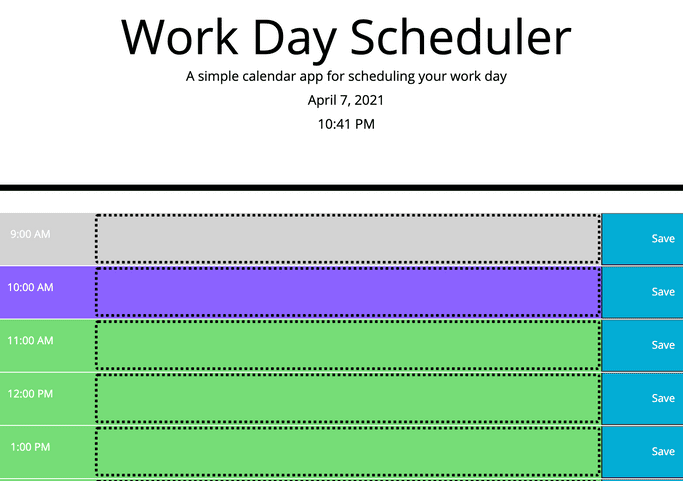 Work Day Scheduler
A simple calendar app for scheduling your work day
April 7, 2021
10:41 PM
9:00 AM Save
10:00 AM Save
11:00 AM Save
12:00 PM Save
1:00 PM Save